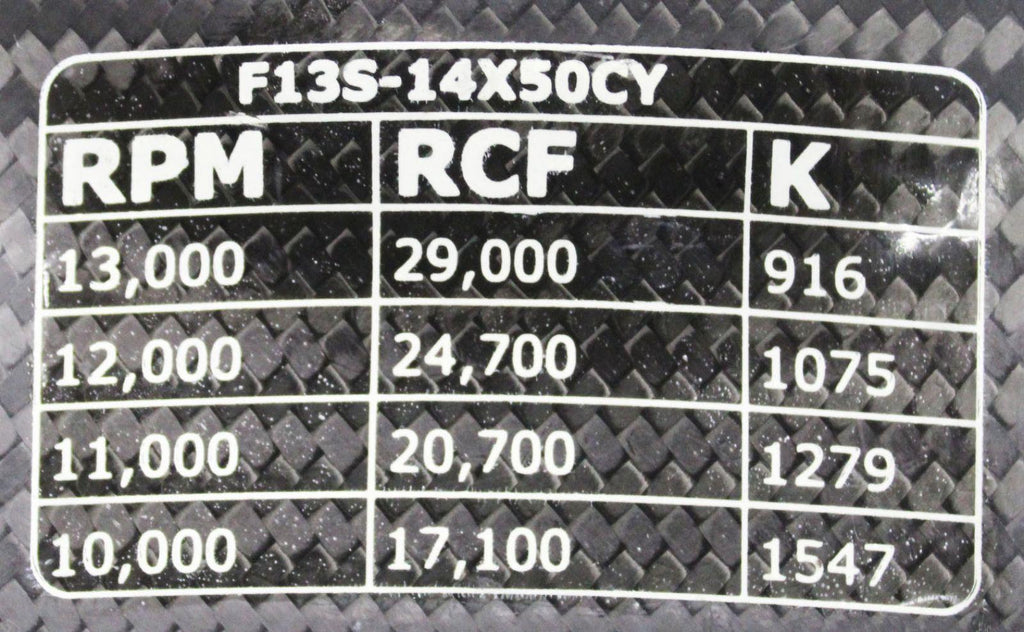 F13S-14X50CY
RPM RCF K
13,000 29,000 916
12,000 24,700 1075
11,000 20,700 1279
10,000 17,100 1547